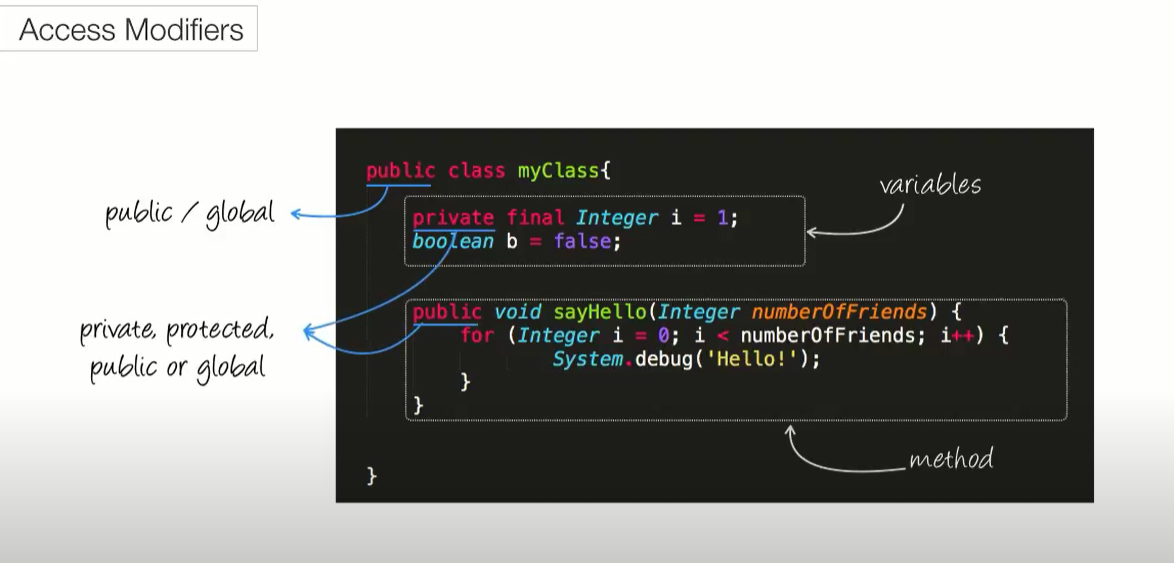 Access Modifiers
public class myClass{
variables
public / global
private final Integer i = 1;
boolean b = false;
private, protected,
public or global
public void sayHello(Integer numberOfFriends) {
for (Integer i = 0; i < numberOfFriends; i++) {
System.debug('Hello!');
}
}
method
}